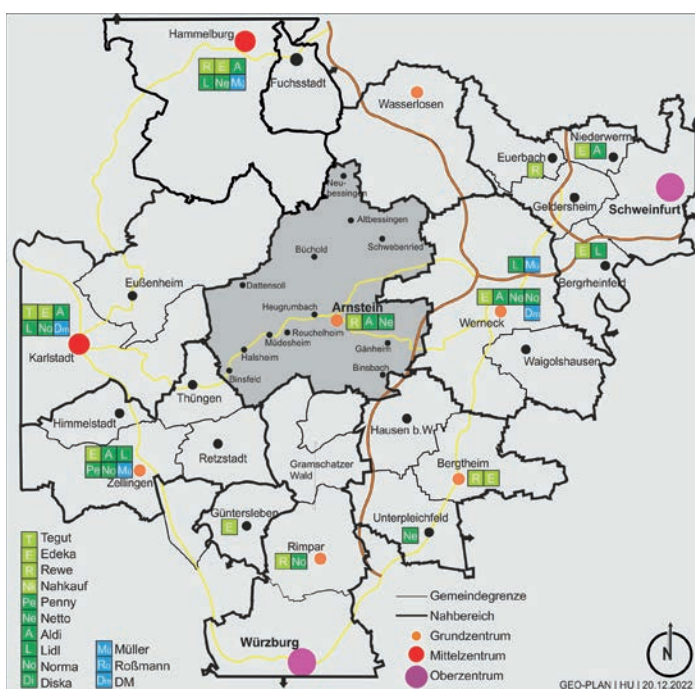 Hammelburg
R E A
L Ne Mü
Fuchsstadt
Wasserlosen
Niederwerrn
E A
Euerbach
R
Geldersheim
Schweinfurt
Neu-
bessingen
Altbessingen
Schwebenried
Büchold
E L
Bergrheinfeld
L Mü
Dattensoll
Eußenheim
Heugrumbach
Arnstein
R A Ne
E A Ne No
Dm
Werneck
T E A
L No Dm
Karlstadt
Reuchelheim
Müdesheim
Gänheim
Halsheim
Waigolshausen
Binsfeld
Binsbach
Thüngen
Himmelstadt
Hausen b.W.
Retzstadt
Gramschatzer
Wald
E A L
Pe No Mü
Zellingen
Bergtheim
R E
Güntersleben
E
Unterpleichfeld
Ne
Rimpar
R No
Würzburg
T Tegut
E Edeka
R Rewe
Nahkauf
Pe Penny
Ne Netto
A Aldi
L Lidl
No Norma
Di Diska
Mü Müller
Ro Roßmann
Dm DM
Gemeindegrenze
Nahbereich
Grundzentrum
Mittelzentrum
Oberzentrum
N
GEO-PLAN | HU | 20.12.2022